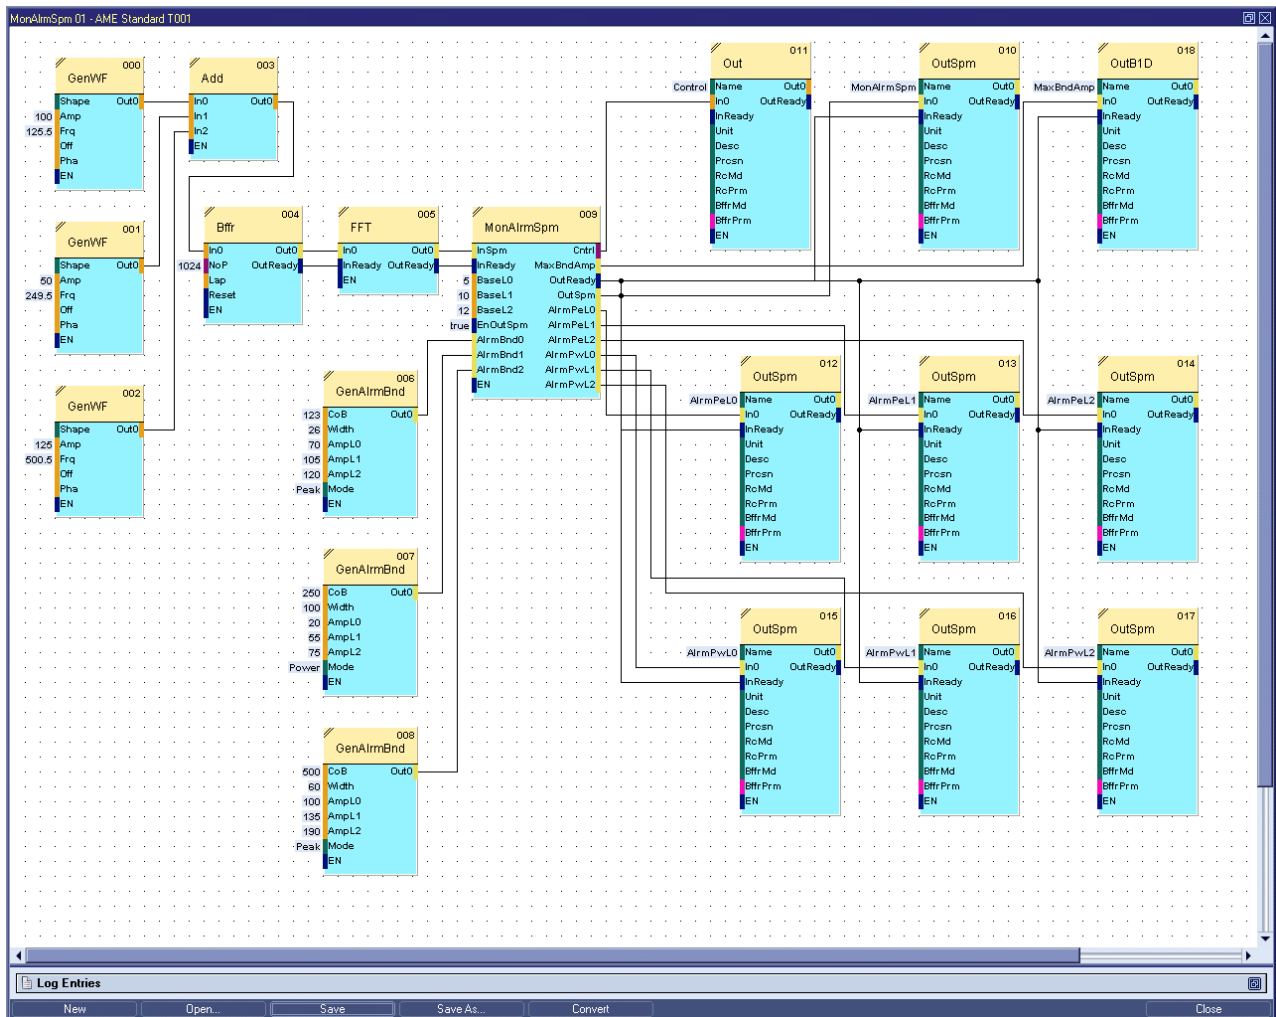 MonAlrmSpm 01 - AME Standard T001
000
GenWF
Shape Out0
100 Amp
125.5 Frq
Off
Pha
EN
003
Add
In0 Out0
In1
In2
EN
011
Out
Control Name Out0
In0 OutReady
InReady
Unit
Desc
Prcsn
RcMd
RcPrm
BffrMd
BffrPrm
EN
010
OutSpm
MonAlrmSpm Name Out0
In0 OutReady
InReady
Unit
Desc
Prcsn
RcMd
RcPrm
BffrMd
BffrPrm
EN
018
OutB1D
MaxBndAmp Name Out0
In0 OutReady
InReady
Unit
Desc
Prcsn
RcMd
RcPrm
BffrMd
BffrPrm
EN
001
GenWF
Shape Out0
50 Amp
249.5 Frq
Off
Pha
EN
004
Bffr
In0 Out0
1024 NoP OutReady
Lap
Reset
EN
005
FFT
In0 Out0
InReady OutReady
EN
009
MonAlrmSpm
InSpm Cntrl
InReady MaxBndAmp
5 BaseL0 OutReady
10 BaseL1 OutSpm
12 BaseL2 AlrmPeL0
true EnOutSpm AlrmPeL1
AlrmBnd0 AlrmPeL2
AlrmBnd1 AlrmPwL0
AlrmBnd2 AlrmPwL1
EN AlrmPwL2
002
GenWF
Shape Out0
125 Amp
500.5 Frq
Off
Pha
EN
006
GenAlrmBnd
123 CoB Out0
26 Width
70 AmpL0
105 AmpL1
120 AmpL2
Peak Mode
EN
012
OutSpm
AlrmPeL0 Name Out0
In0 OutReady
InReady
Unit
Desc
Prcsn
RcMd
RcPrm
BffrMd
BffrPrm
EN
013
OutSpm
AlrmPeL1 Name Out0
In0 OutReady
InReady
Unit
Desc
Prcsn
RcMd
RcPrm
BffrMd
BffrPrm
EN
014
OutSpm
AlrmPeL2 Name Out0
In0 OutReady
InReady
Unit
Desc
Prcsn
RcMd
RcPrm
BffrMd
BffrPrm
EN
007
GenAlrmBnd
250 CoB Out0
100 Width
20 AmpL0
55 AmpL1
75 AmpL2
Power Mode
EN
015
OutSpm
AlrmPwL0 Name Out0
In0 OutReady
InReady
Unit
Desc
Prcsn
RcMd
RcPrm
BffrMd
BffrPrm
EN
016
OutSpm
AlrmPwL1 Name Out0
In0 OutReady
InReady
Unit
Desc
Prcsn
RcMd
RcPrm
BffrMd
BffrPrm
EN
017
OutSpm
AlrmPwL2 Name Out0
In0 OutReady
InReady
Unit
Desc
Prcsn
RcMd
RcPrm
BffrMd
BffrPrm
EN
008
GenAlrmBnd
500 CoB Out0
60 Width
100 AmpL0
135 AmpL1
190 AmpL2
Peak Mode
EN
Log Entries
New Open... Save Save As... Convert Close